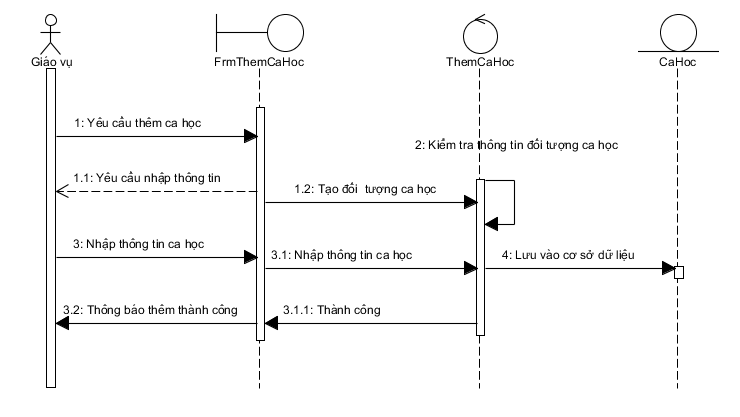 Giáo vụ
FrmThemCaHoc
ThemCaHoc
CaHoc
1: Yêu cầu thêm ca học
2: Kiểm tra thông tin đối tượng ca học
1.1: Yêu cầu nhập thông tin
1.2: Tạo đối  tượng ca học
3: Nhập thông tin ca học
3.1: Nhập thông tin ca học
4: Lưu vào cơ sở dữ liệu
3.2: Thông báo thêm thành công
3.1.1: Thành công